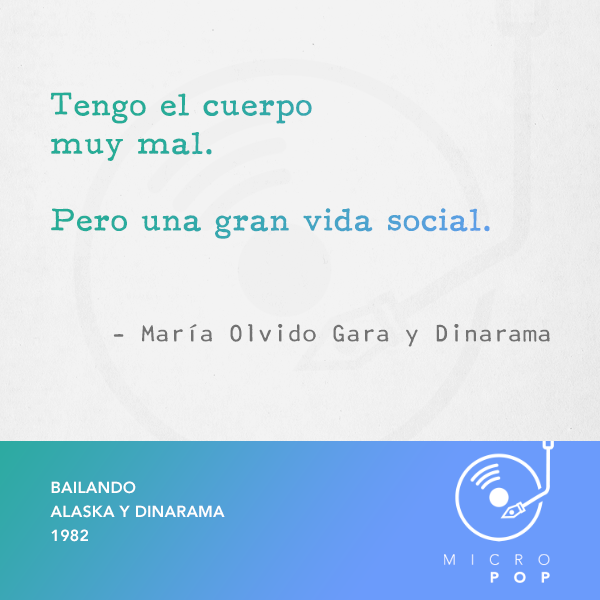 Tengo el cuerpo
muy mal.
Pero una gran vida social.
- María Olvido Gara y Dinarama
BAILANDO
ALASKA Y DINARAMA
1982
MICRO
POP